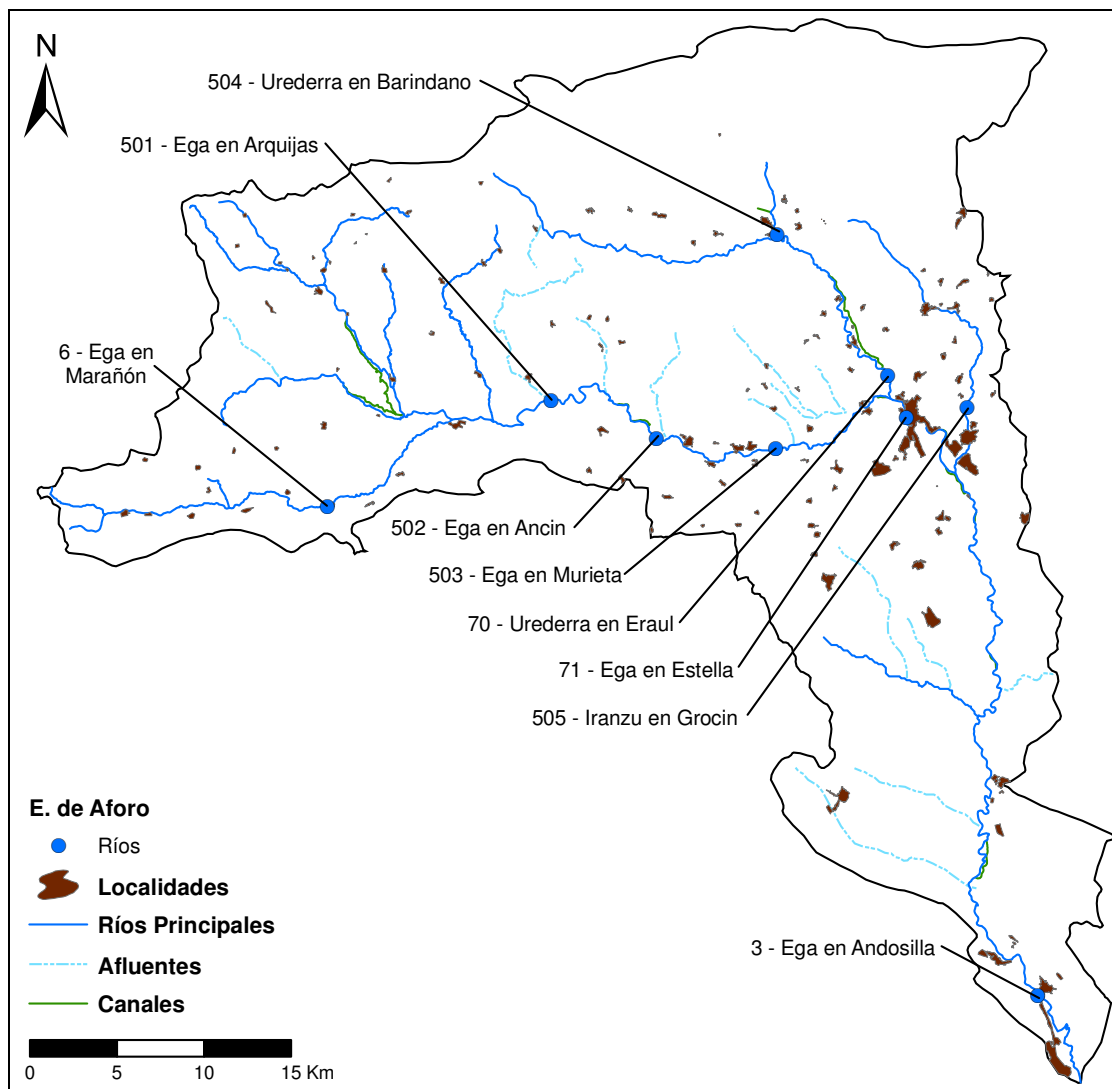 N
504 - Urederra en Barindano
501 - Ega en Arquijas
6 - Ega en
Marañón
502 - Ega en Ancin
503 - Ega en Murieta
70 - Urederra en Eraul
71 - Ega en Estella
505 - Iranzu en Grocin
3 - Ega en Andosilla
E. de Aforo
Ríos
Localidades
Ríos Principales
Afluentes
Canales
0 5 10 15 Km